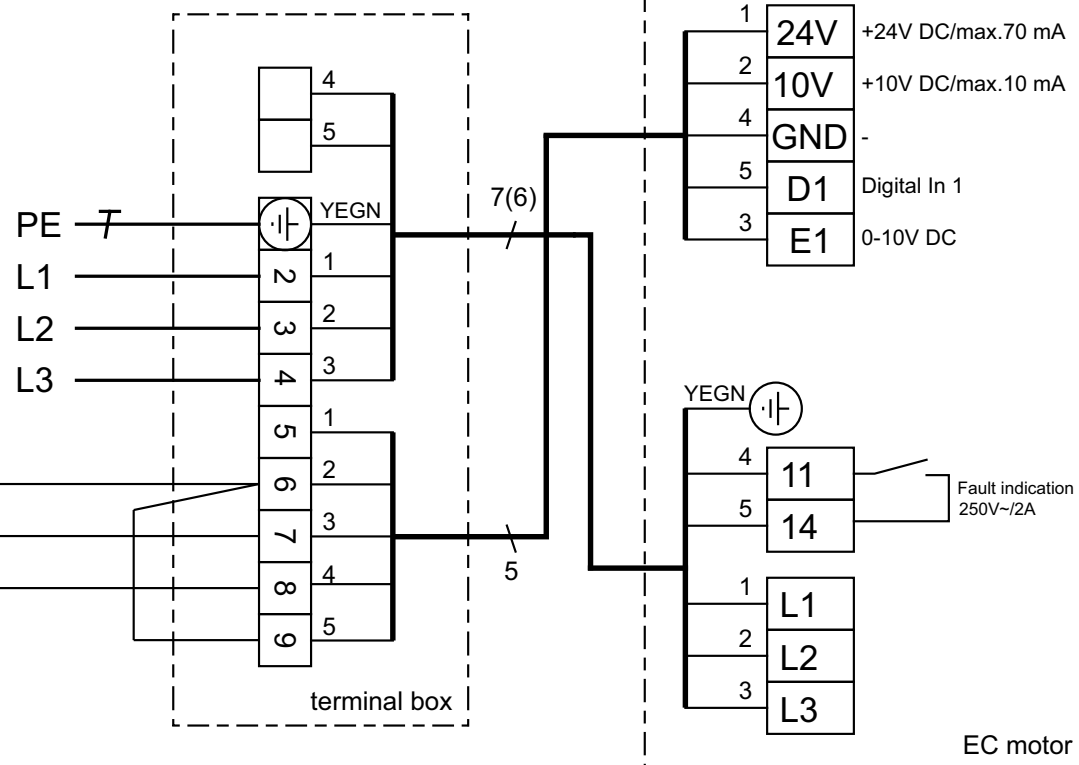 4
5
PE
YEGN
L1
2
1
L2
3
2
L3
4
3
5
1
6
2
7
3
8
4
9
5
terminal box
7(6)
5
1
24V
+24V DC/max.70 mA
2
10V
+10V DC/max.10 mA
4
GND
-
5
D1
Digital In 1
3
E1
0-10V DC
YEGN
4
11
5
14
Fault indication
250V~/2A
1
L1
2
L2
3
L3
EC motor